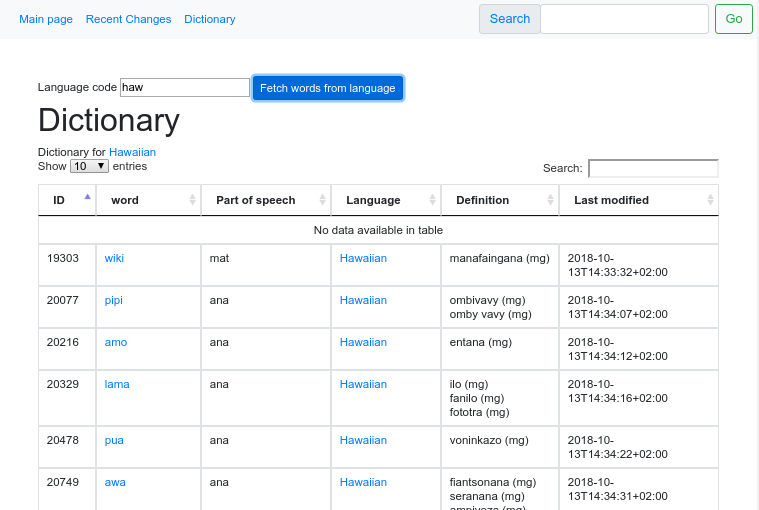 Main page Recent Changes Dictionary Search Go
Language code haw Fetch words from language
Dictionary
Dictionary for Hawaiian
Show 10 entries Search:
ID word Part of speech Language Definition Last modified
No data available in table
19303 wiki mat Hawaiian manafaingana (mg) 2018-10-
13T14:33:32+02:00
20077 pipi ana Hawaiian ombivavy (mg) 2018-10-
omby vavy (mg) 13T14:34:07+02:00
20216 amo ana Hawaiian entana (mg) 2018-10-
13T14:34:12+02:00
20329 lama ana Hawaiian ilo (mg) 2018-10-
fanilo (mg) 13T14:34:16+02:00
fototra (mg)
20478 pua ana Hawaiian voninkazo (mg) 2018-10-
13T14:34:22+02:00
20749 awa ana Hawaiian fiantsonana (mg) 2018-10-
seranana (mg) 13T14:34:31+02:00